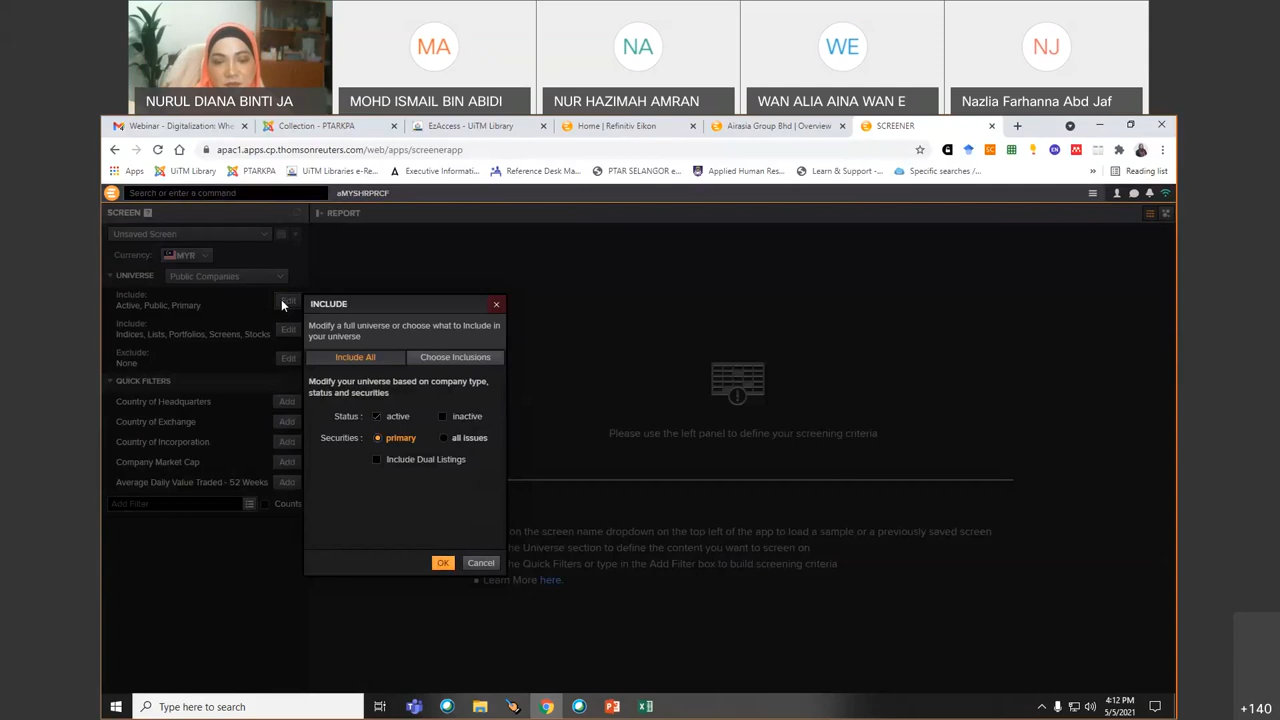 MA
NA
WE
NJ
NURUL DIANA BINTI JA
MOHD ISMAIL BIN ABIDI
NUR HAZIMAH AMRAN
WAN ALIA AINA WAN E
Nazlia Farhanna Abd Jaf
Webinar - Digitalization: Whe
Collection - PTARKPA
EzAccess - UiTM Library
Home | Refinitiv Eikon
Airasia Group Bhd | Overview
SCREENER
apac1.apps.cp.thomsonreuters.com/web/apps/screenerapp
Apps
UiTM Library
PTARKPA
UiTM Libraries e-Re...
Executive Informati...
Reference Desk Ma...
PTAR SELANGOR e...
Applied Human Res...
Learn & Support -...
Specific searches /...
»
Reading list
Search or enter a command
aMYSHRPRCF
SCREEN ?
REPORT
Unsaved Screen
Currency:
MYR
UNIVERSE
Public Companies
Include:
Active, Public, Primary
Edit
Include:
Indices, Lists, Portfolios, Screens, Stocks
Edit
Exclude:
None
Edit
QUICK FILTERS
Country of Headquarters
Add
Country of Exchange
Add
Country of Incorporation
Add
Company Market Cap
Add
Average Daily Value Traded - 52 Weeks
Add
Add Filter
Counts
INCLUDE
Modify a full universe or choose what to Include in
your universe
Include All
Choose Inclusions
Modify your universe based on company type,
status and securities
Status :
active
inactive
Securities :
primary
all issues
Include Dual Listings
OK
Cancel
Please use the left panel to define your screening criteria
on the screen name dropdown on the top left of the app to load a sample or a previously saved screen
the Universe section to define the content you want to screen on
the Quick Filters or type in the Add Filter box to build screening criteria
Learn More here.
Type here to search
4:12 PM
5/5/2021
+140